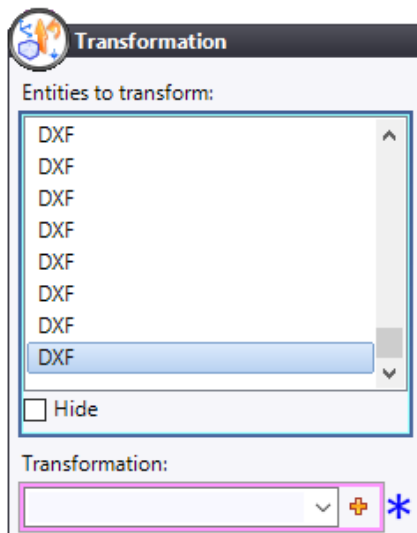 Transformation
Entities to transform:
DXF
DXF
DXF
DXF
DXF
DXF
DXF
DXF
Hide
Transformation: